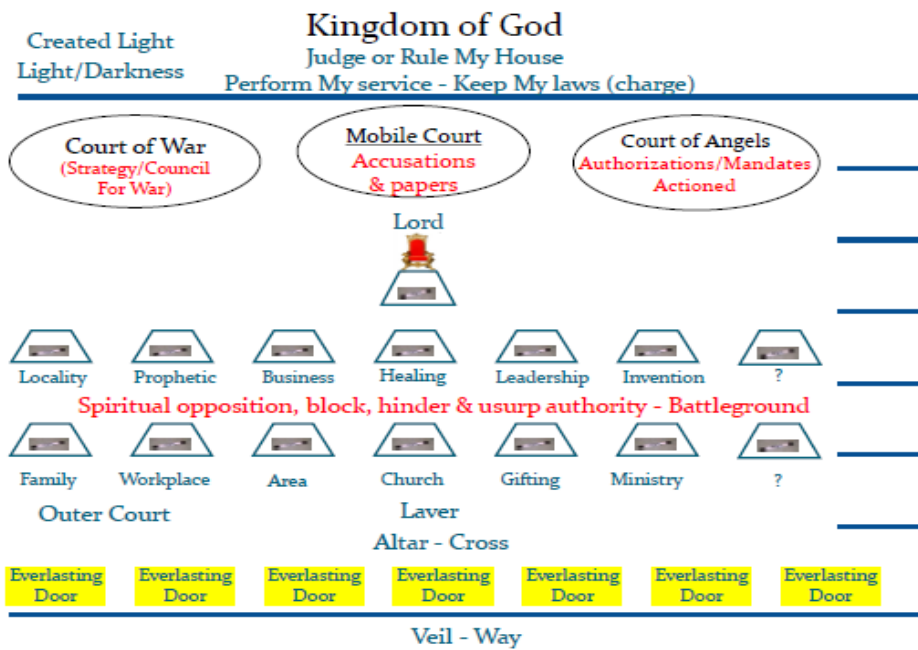 Kingdom of God
Created Light
Light/Darkness
Judge or Rule My House
Perform My service - Keep My laws (charge)
Court of War
(Strategy/Council
For War)
Mobile Court
Accusations
& papers
Court of Angels
Authorizations/Mandates
Actioned
Lord
Locality Prophetic Business Healing Leadership Invention ?
Spiritual opposition, block, hinder & usurp authority - Battleground
Family Workplace Area Church Gifting Ministry ?
Outer Court Laver
Altar - Cross
Everlasting Door
Everlasting Door
Everlasting Door
Everlasting Door
Everlasting Door
Everlasting Door
Everlasting Door
Veil - Way